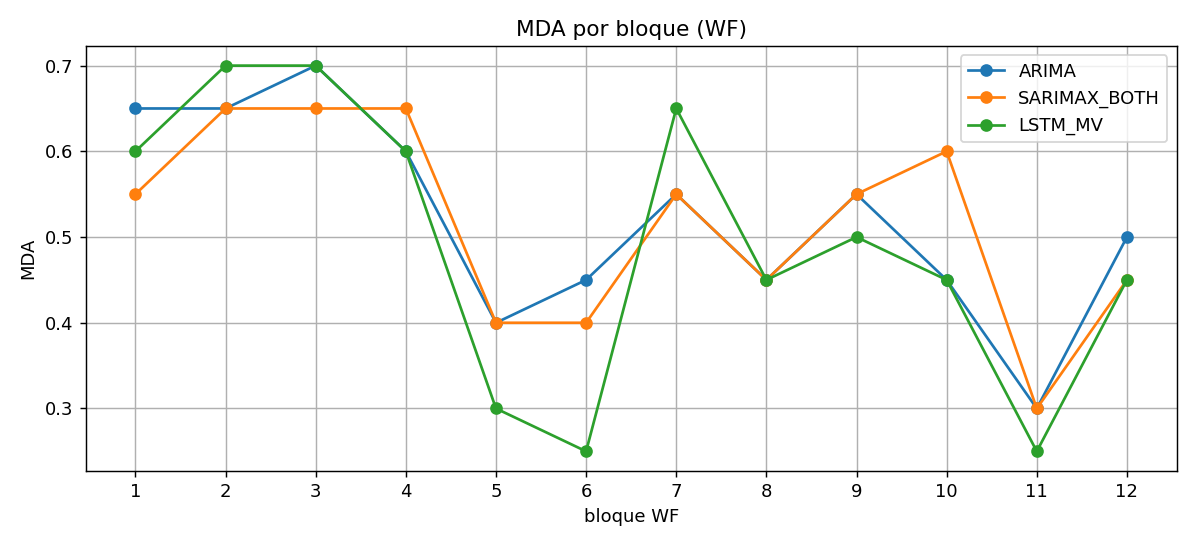 MDA por bloque (WF)
ARIMA
SARIMAX_BOTH
LSTM_MV
MDA
0.7
0.6
0.5
0.4
0.3
1 2 3 4 5 6 7 8 9 10 11 12
bloque WF